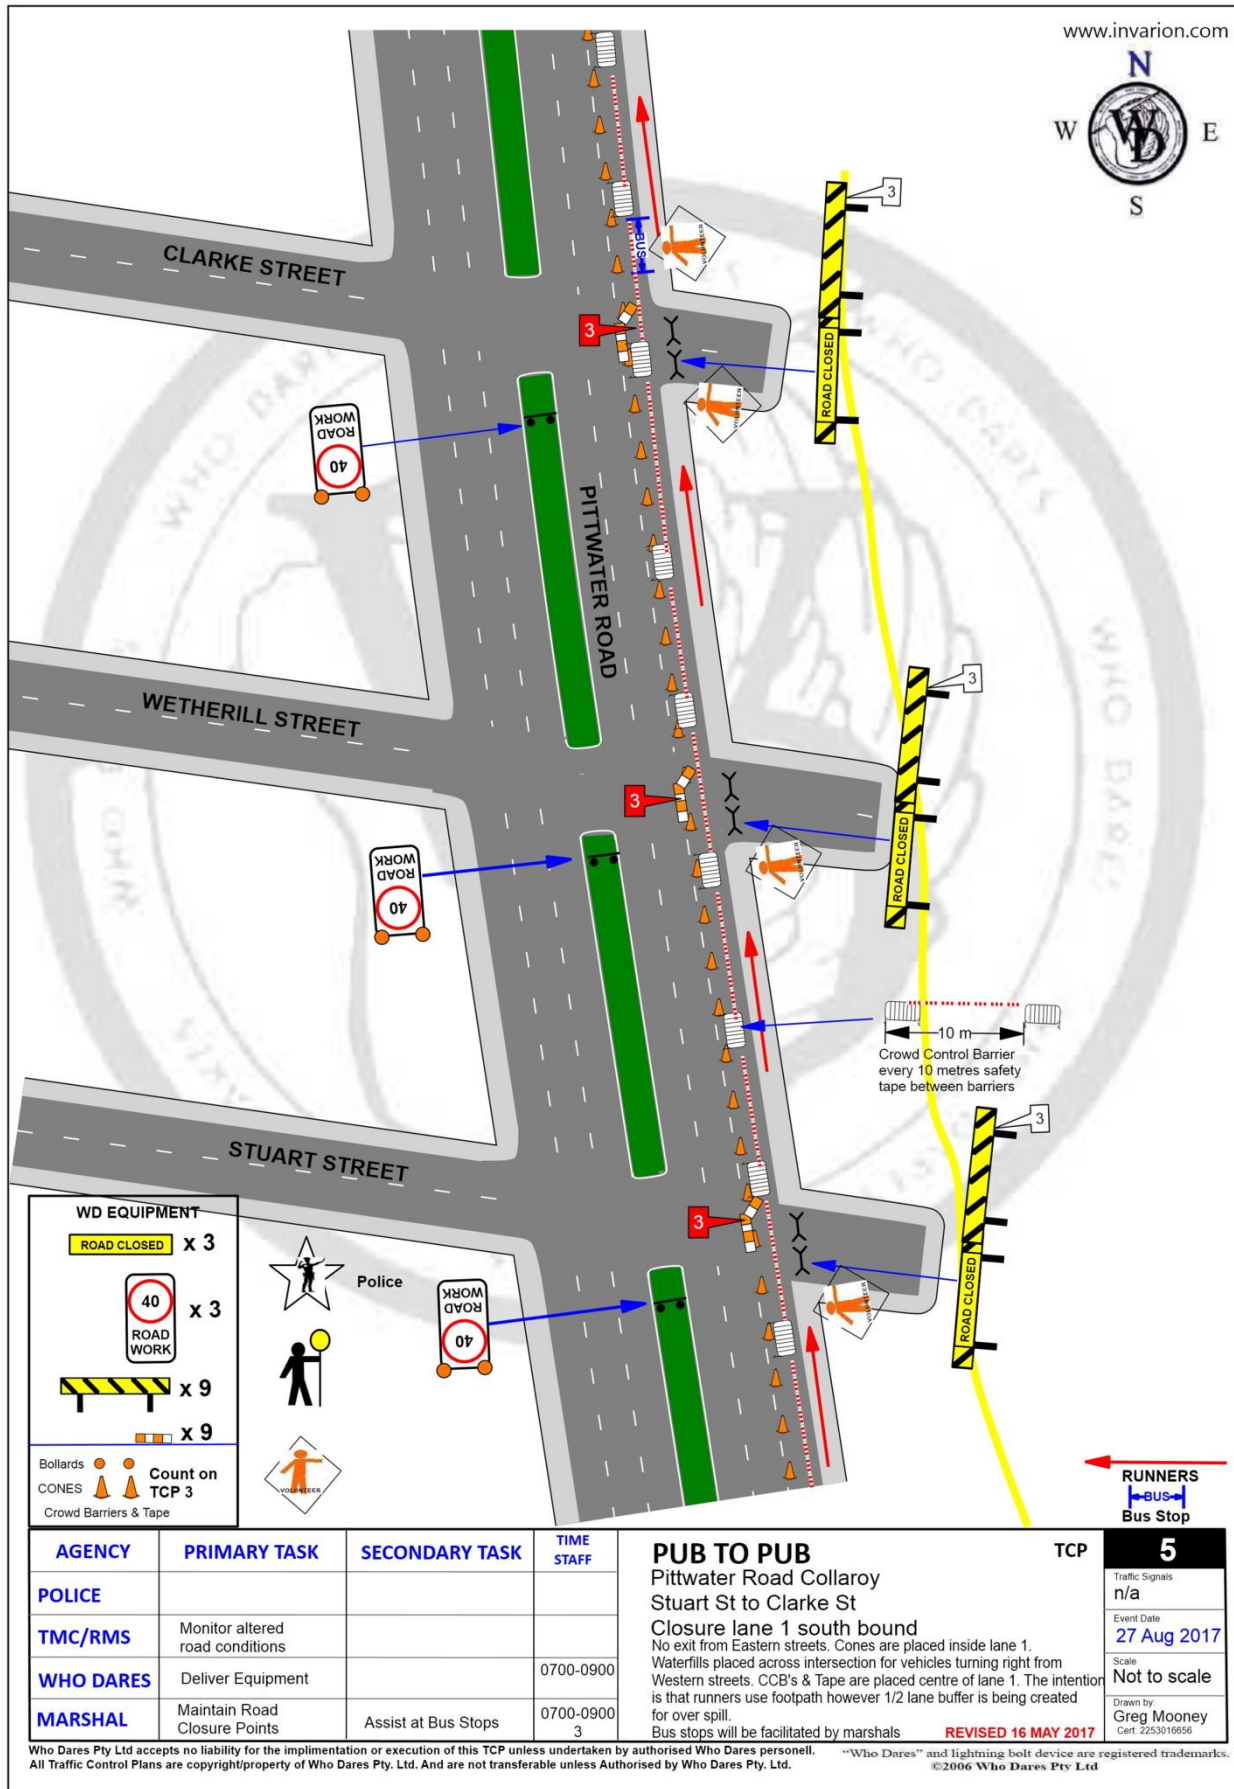 www.invarion.com
N
W
E
S
WD
3
CLARKE STREET
BUS
VOLUNTEER
3
ROAD CLOSED
VOLUNTEER
ROAD WORK
40
PITTWATER ROAD
3
WETHERILL STREET
3
ROAD CLOSED
VOLUNTEER
ROAD WORK
40
10 m
Crowd Control Barrier
every 10 metres safety
tape between barriers
3
STUART STREET
3
ROAD CLOSED
VOLUNTEER
ROAD WORK
40
WD EQUIPMENT
ROAD CLOSED x 3
40
ROAD
WORK
x 3
x 9
x 9
Bollards
CONES
Count on
TCP 3
Crowd Barriers & Tape
Police
VOLUNTEER
RUNNERS
BUS
Bus Stop
AGENCY PRIMARY TASK SECONDARY TASK TIME STAFF
POLICE
TMC/RMS Monitor altered
road conditions
WHO DARES Deliver Equipment 0700-0900
MARSHAL Maintain Road
Closure Points Assist at Bus Stops 0700-0900
3
PUB TO PUB TCP 5
Pittwater Road Collaroy
Stuart St to Clarke St
Closure lane 1 south bound
No exit from Eastern streets. Cones are placed inside lane 1.
Waterfills placed across intersection for vehicles turning right from
Western streets. CCB's & Tape are placed centre of lane 1. The intention
is that runners use footpath however 1/2 lane buffer is being created
for over spill.
Bus stops will be facilitated by marshals REVISED 16 MAY 2017
Traffic Signals
n/a
Event Date
27 Aug 2017
Scale
Not to scale
Drawn by:
Greg Mooney
Cert: 2253016656
Who Dares Pty Ltd accepts no liability for the implimentation or execution of this TCP unless undertaken by authorised Who Dares personell.
All Traffic Control Plans are copyright/property of Who Dares Pty. Ltd. And are not transferable unless Authorised by Who Dares Pty. Ltd.
"Who Dares" and lightning bolt device are registered trademarks.
©2006 Who Dares Pty Ltd